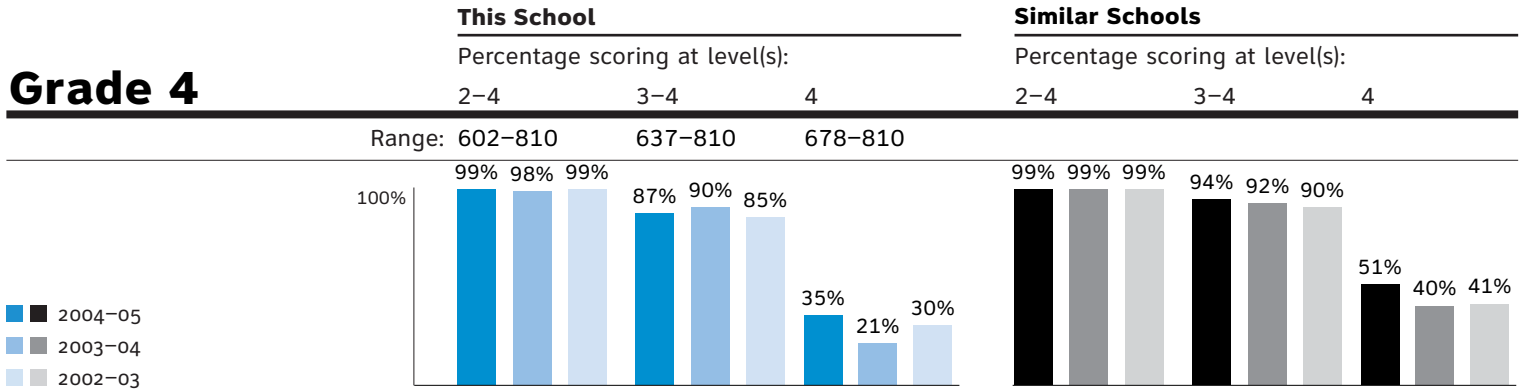 This School Similar Schools
Percentage scoring at level(s): Percentage scoring at level(s):
Grade 4 2–4 3–4 4 2–4 3–4 4
Range: 602–810 637–810 678–810
99% 98% 99% 87% 90% 85% 35% 21% 30% 99% 99% 99% 94% 92% 90% 51% 40% 41%
100%
2004–05
2003–04
2002–03